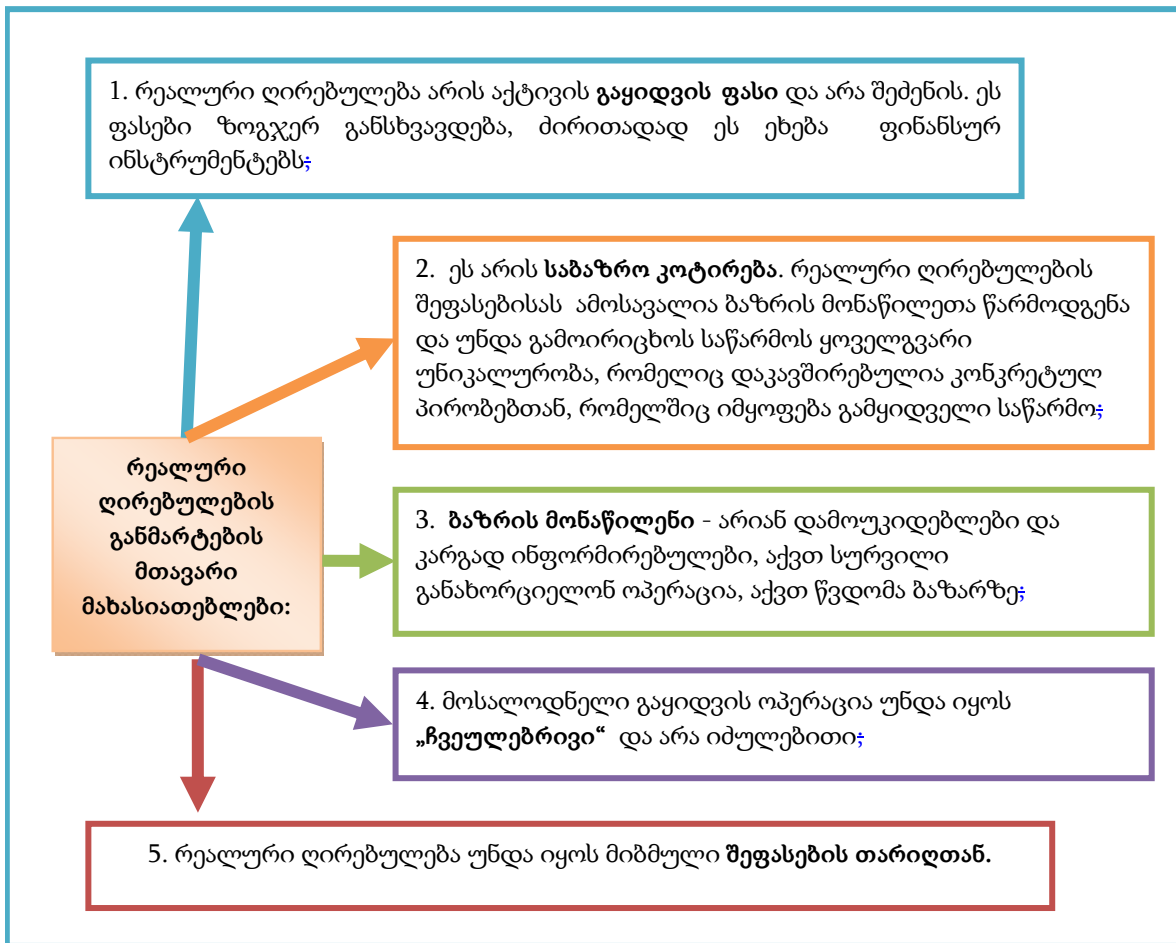 1. რეალური ღირებულება არის აქტივის გაყიდვის ფასი და არა შეძენის. ეს
ფასები ზოგჯერ განსხვავდება, ძირითადად ეს ეხება ფინანსურ
ინსტრუმენტებს;
2. ეს არის საბაზრო კოტირება. რეალური ღირებულების
შეფასებისას ამოსავალია ბაზრის მონაწილეთა წარმოდგენა
და უნდა გამოირიცხოს საწარმოს ყოველგვარი
უნიკალურობა, რომელიც დაკავშირებულია კონკრეტულ
პირობებთან, რომელშიც იმყოფება გამყიდველი საწარმო;
რეალური
ღირებულების
განმარტების
მთავარი
მახასიათებლები:
3. ბაზრის მონაწილენი - არიან დამოუკიდებლები და
კარგად ინფორმირებულები, აქვთ სურვილი
განახორციელონ ოპერაცია, აქვთ წვდომა ბაზარზე;
4. მოსალოდნელი გაყიდვის ოპერაცია უნდა იყოს
„ჩვეულებრივი“ და არა იძულებითი;
5. რეალური ღირებულება უნდა იყოს მიბმული შეფასების თარიღთან.